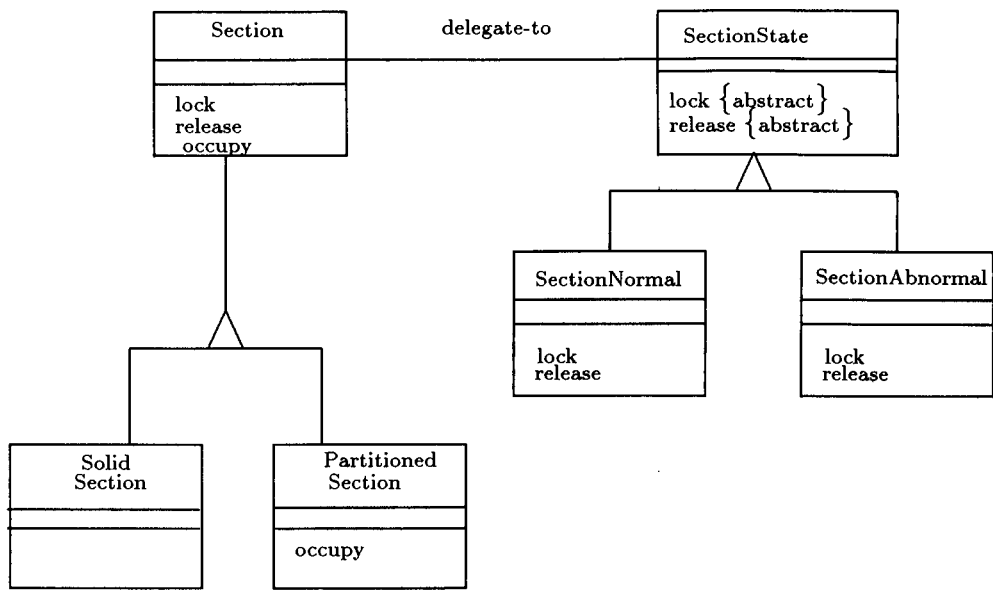 Section
delegate-to
SectionState
lock
release
occupy
lock {abstract}
release {abstract}
SectionNormal
lock
release
SectionAbnormal
lock
release
Solid
Section
Partitioned
Section
occupy